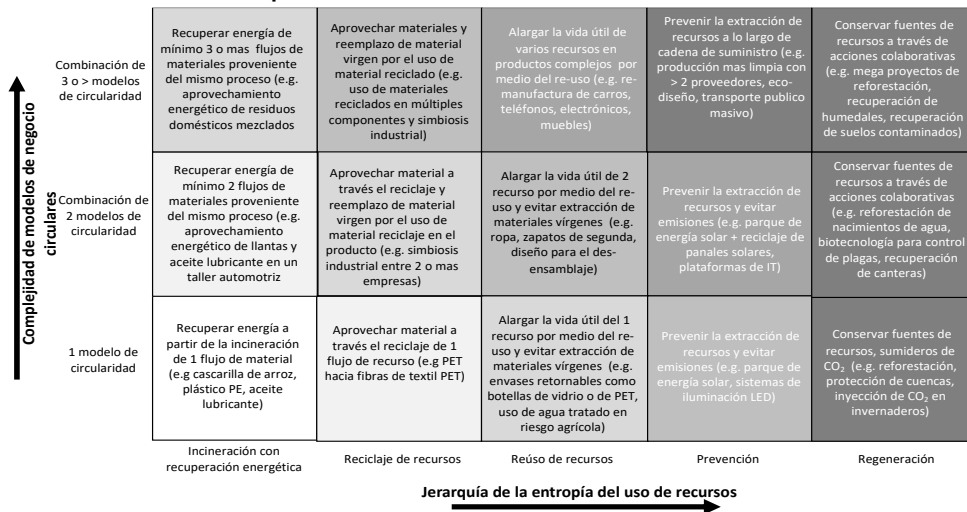 Complejidad de modelos de negocio
circulares
Combinación de
3 o > modelos
de circularidad
Recuperar energía de
mínimo 3 o mas flujos de
materiales proveniente
del mismo proceso (e.g.
aprovechamiento
energético de residuos
domésticos mezclados
Aprovechar materiales y
reemplazo de material
virgen por el uso de
material reciclado (e.g.
uso de materiales
reciclados en múltiples
componentes y simbiosis
industrial)
Alargar la vida útil de
varios recursos en
productos complejos por
medio del re-uso (e.g. re-
manufactura de carros,
teléfonos, electrónicos,
muebles)
Prevenir la extracción de
recursos a lo largo de
cadena de suministro (e.g.
producción mas limpia con
> 2 proveedores, eco-
diseño, transporte publico
masivo)
Conservar fuentes de
recursos a través de
acciones colaborativas
(e.g. mega proyectos de
reforestación,
recuperación de
humedales, recuperación
de suelos contaminados)
Combinación de
2 modelos de
circularidad
Recuperar energía de
mínimo 2 flujos de
materiales proveniente
del mismo proceso (e.g.
aprovechamiento
energético de llantas y
aceite lubricante en un
taller automotriz
Aprovechar material a
través el reciclaje y
reemplazo de material
virgen por el uso de
material reciclaje en el
producto (e.g. simbiosis
industrial entre 2 o mas
empresas)
Alargar la vida útil de 2
recurso por medio del re-
uso y evitar extracción de
materiales vírgenes (e.g.
ropa, zapatos de segunda,
diseño para el des-
ensamblaje)
Prevenir la extracción de
recursos y evitar
emisiones (e.g. parque de
energía solar + reciclaje de
panales solares,
plataformas de IT)
Conservar fuentes de
recursos a través de
acciones colaborativas
(e.g. reforestación de
nacimientos de agua,
biotecnología para control
de plagas, recuperación
de canteras)
1 modelo de
circularidad
Recuperar energía a
partir de la incineración
de 1 flujo de material
(e.g cascarilla de arroz,
plástico PE, aceite
lubricante)
Aprovechar material a
través el reciclaje de 1
flujo de recurso (e.g PET
hacia fibras de textil PET)
Alargar la vida útil del 1
recurso por medio del re-
uso y evitar extracción de
materiales vírgenes (e.g.
envases retornables como
botellas de vidrio o de PET,
uso de agua tratado en
riesgo agrícola)
Prevenir la extracción de
recursos y evitar
emisiones (e.g. parque de
energía solar, sistemas de
iluminación LED)
Conservar fuentes de
recursos, sumideros de
CO₂ (e.g. reforestación,
protección de cuencas,
inyección de CO₂ en
invernaderos)
Incineración con
recuperación energética
Reciclaje de recursos
Reúso de recursos
Prevención
Regeneración
Jerarquía de la entropía del uso de recursos